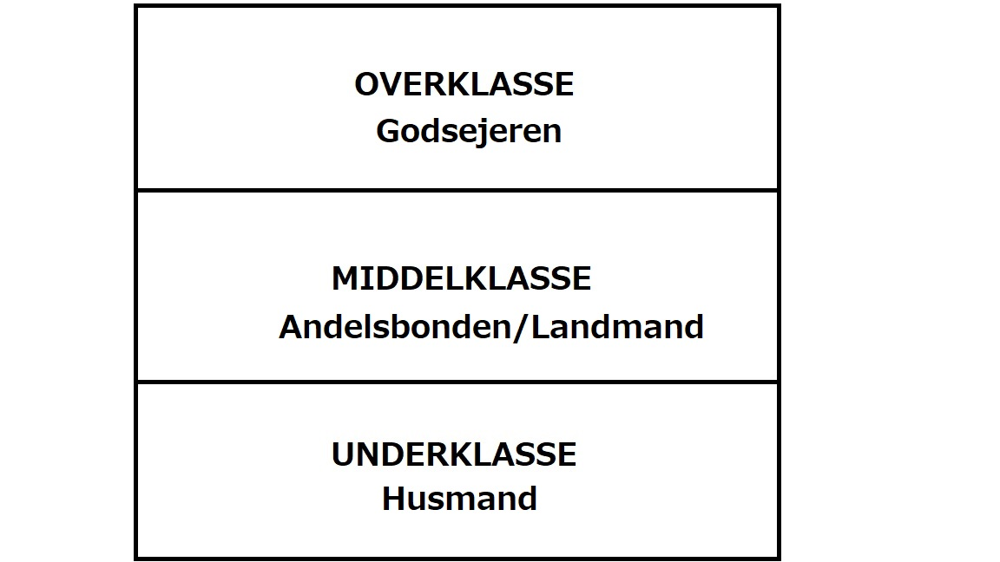 OVERKLASSE
Godsejeren
MIDDELKLASSE
Andelsbonden/Landmand
UNDERKLASSE
Husmand